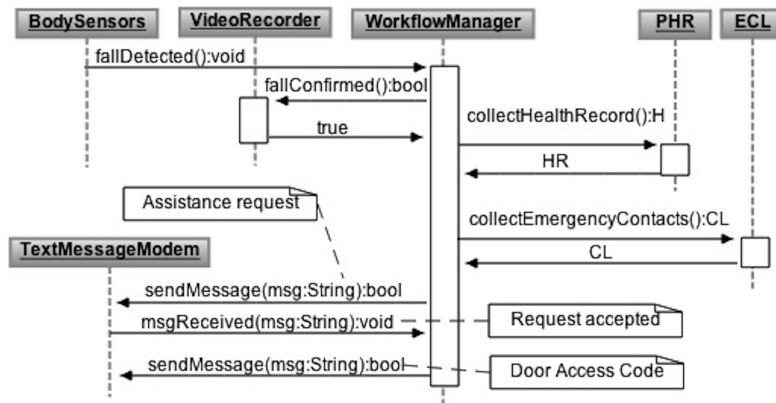 BodySensors
VideoRecorder
WorkflowManager
PHR
ECL
fallDetected():void
fallConfirmed():bool
true
collectHealthRecord():H
HR
Assistance request
collectEmergencyContacts():CL
CL
TextMessageModem
sendMessage(msg:String):bool
msgReceived(msg:String):void
Request accepted
sendMessage(msg:String):bool
Door Access Code